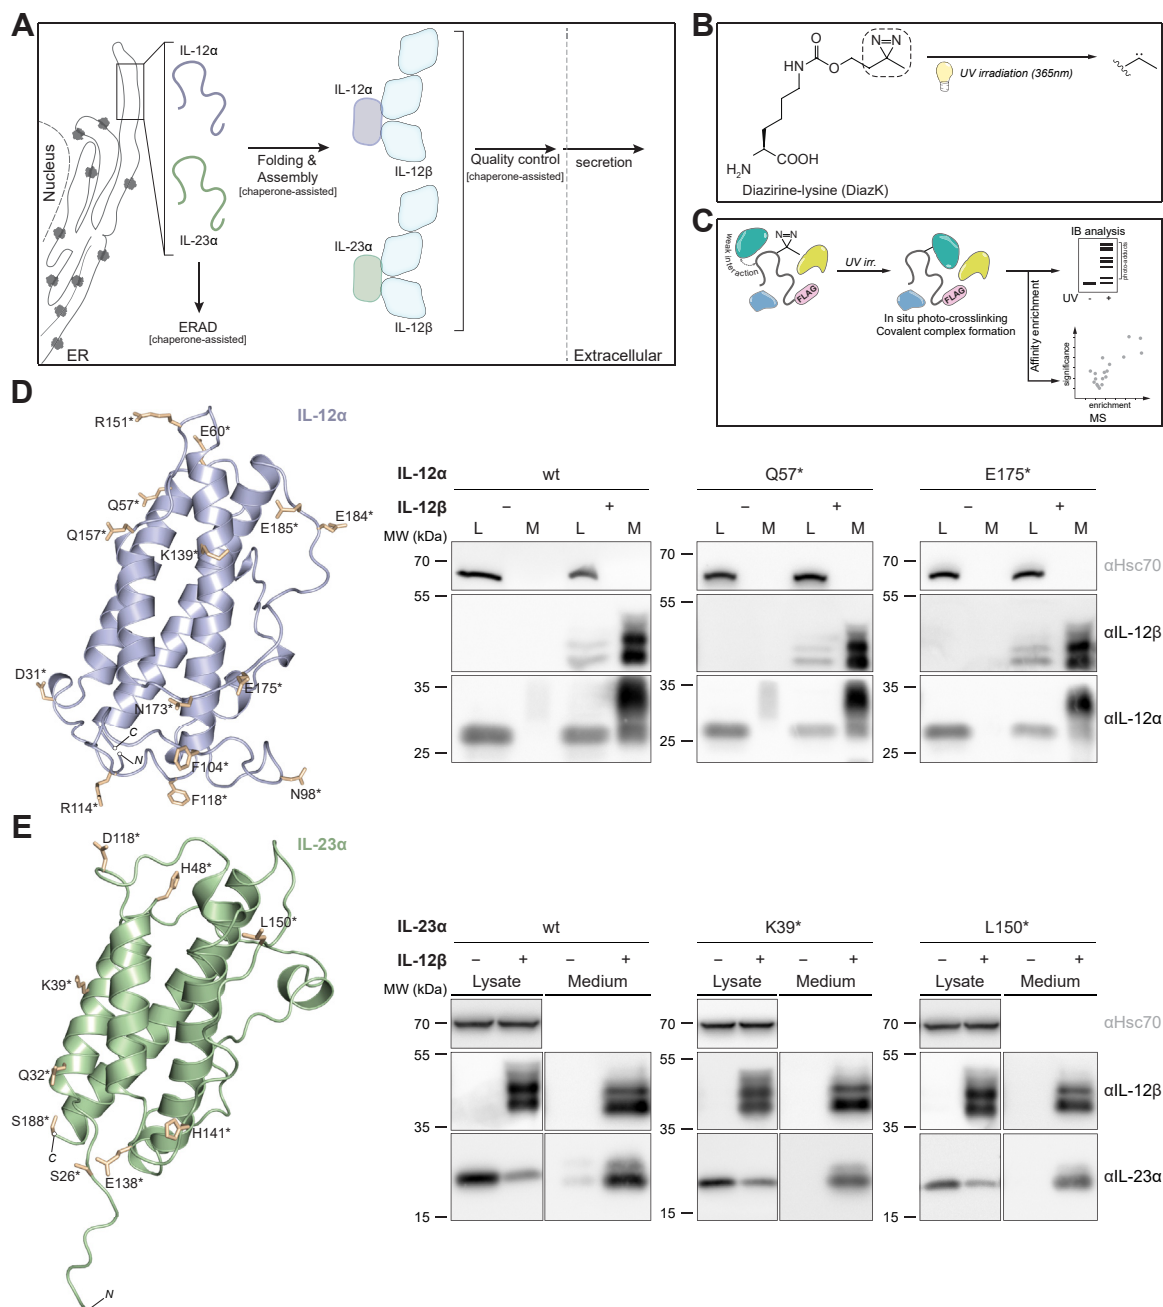 A
IL-12α
IL-12α
Nucleus
Folding &
Assembly
[chaperone-assisted]
IL-12β
Quality control
[chaperone-assisted]
secretion
IL-23α
IL-23α
ERAD
[chaperone-assisted]
IL-12β
ER
Extracellular
B
N=N
O
HN
O
UV irradiation (365nm)
COOH
H₂N
Diazirine-lysine (DiazK)
C
weak interaction
N=N
UV irr.
FLAG
FLAG
In situ photo-crosslinking
Covalent complex formation
Affinity enrichment
IB analysis
photo-adducts
UV - +
significance
enrichment
MS
D
IL-12α
R151*
E60*
Q57*
Q157*
E185*
E184*
K139*
D31*
E175*
N173*
C
N
F104*
R114*
F118*
N98*
IL-12α wt Q57* E175*
IL-12β − + − + − +
MW (kDa) L M L M L M L M L M L M
70 70 70 αHsc70
55 55 55 αIL-12β
35 35 35 αIL-12α
25 25 25
E
IL-23α
D118*
H48*
L150*
K39*
Q32*
S188*
C
H141*
S26*
E138*
N
IL-23α wt K39* L150*
IL-12β − + − + − + − + − + − +
MW (kDa) Lysate Medium Lysate Medium Lysate Medium
70 70 70 αHsc70
55 55 55 αIL-12β
35 35 35 αIL-23α
15 15 15